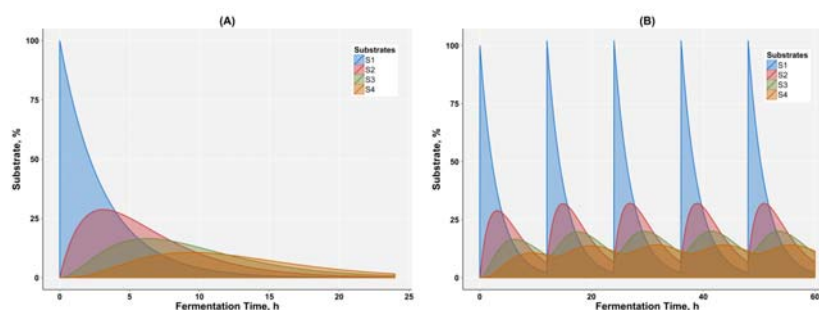 (A)
Substrate, %
100
75
50
25
0
0
5
10
15
20
25
Fermentation Time, h
Substrates
S1
S2
S3
S4
(B)
Substrate, %
100
75
50
25
0
0
20
40
60
Fermentation Time, h
Substrates
S1
S2
S3
S4